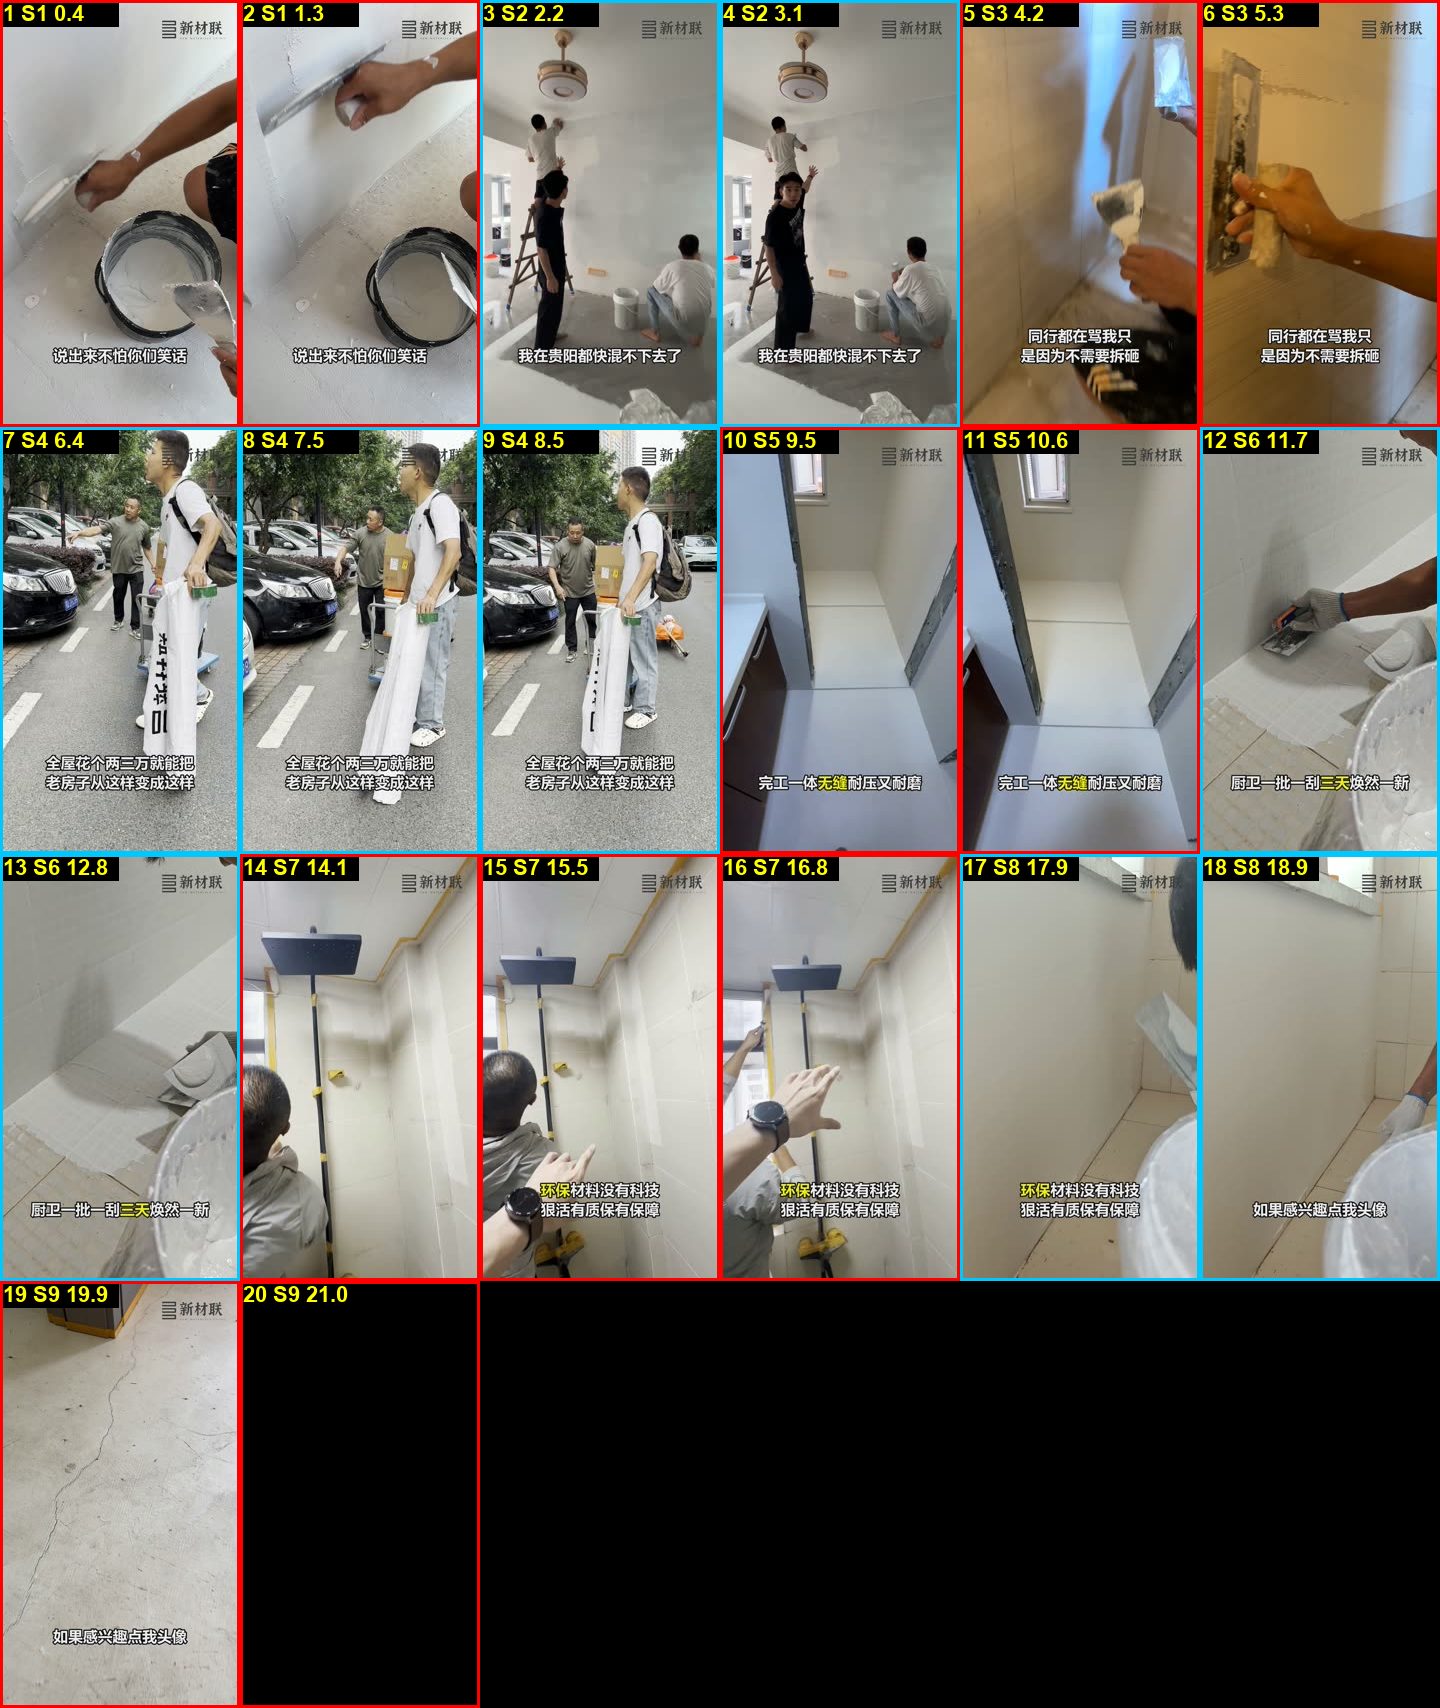 1 S1 0.4
新材联
说出来不怕你们笑话
2 S1 1.3
新材联
说出来不怕你们笑话
3 S2 2.2
新材联
我在贵阳都快混不下去了
4 S2 3.1
新材联
我在贵阳都快混不下去了
5 S3 4.2
新材联
同行都在骂我只
是因为不需要拆砸
6 S3 5.3
新材联
同行都在骂我只
是因为不需要拆砸
7 S4 6.4
新材联
全屋花个两三万就能把
老房子从这样变成这样
8 S4 7.5
新材联
全屋花个两三万就能把
老房子从这样变成这样
9 S4 8.5
新材联
全屋花个两三万就能把
老房子从这样变成这样
10 S5 9.5
新材联
完工一体无缝耐压又耐磨
11 S5 10.6
新材联
完工一体无缝耐压又耐磨
12 S6 11.7
新材联
厨卫一批一刮三天焕然一新
13 S6 12.8
新材联
厨卫一批一刮三天焕然一新
14 S7 14.1
新材联
15 S7 15.5
新材联
环保材料没有科技
狠活有质保有保障
16 S7 16.8
新材联
环保材料没有科技
狠活有质保有保障
17 S8 17.9
新材联
环保材料没有科技
狠活有质保有保障
18 S8 18.9
新材联
如果感兴趣点我头像
19 S9 19.9
新材联
如果感兴趣点我头像
20 S9 21.0